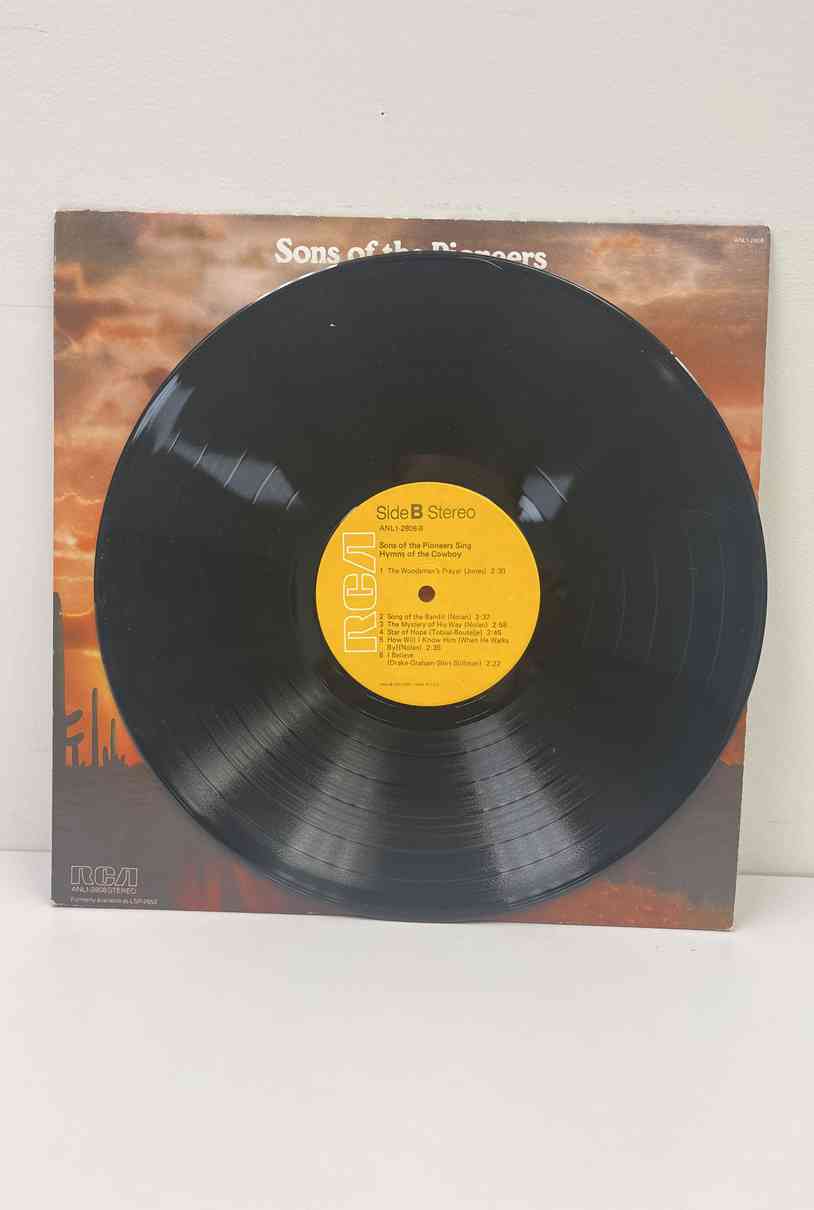 Sons of the Pioneers
ANL1-2808
Side B Stereo
ANL1-2808-B
Sons of the Pioneers Sing
Hymns of the Cowboy
1 The Woodsman's Prayer (Jones) 2:30
2 Song of the Bandit (Nolan) 2:37
3 The Mystery of His Way (Nolan) 2:58
4 Star of Hope (Tobias-Boutelje) 2:45
5 How Will I Know Him (When He Walks
By) (Nolan) 2:35
6 I Believe
(Drake-Graham-Shirl-Stillman) 2:22
RCA
RCA
ANL1-2808 STEREO
Formerly available as LSP-2652